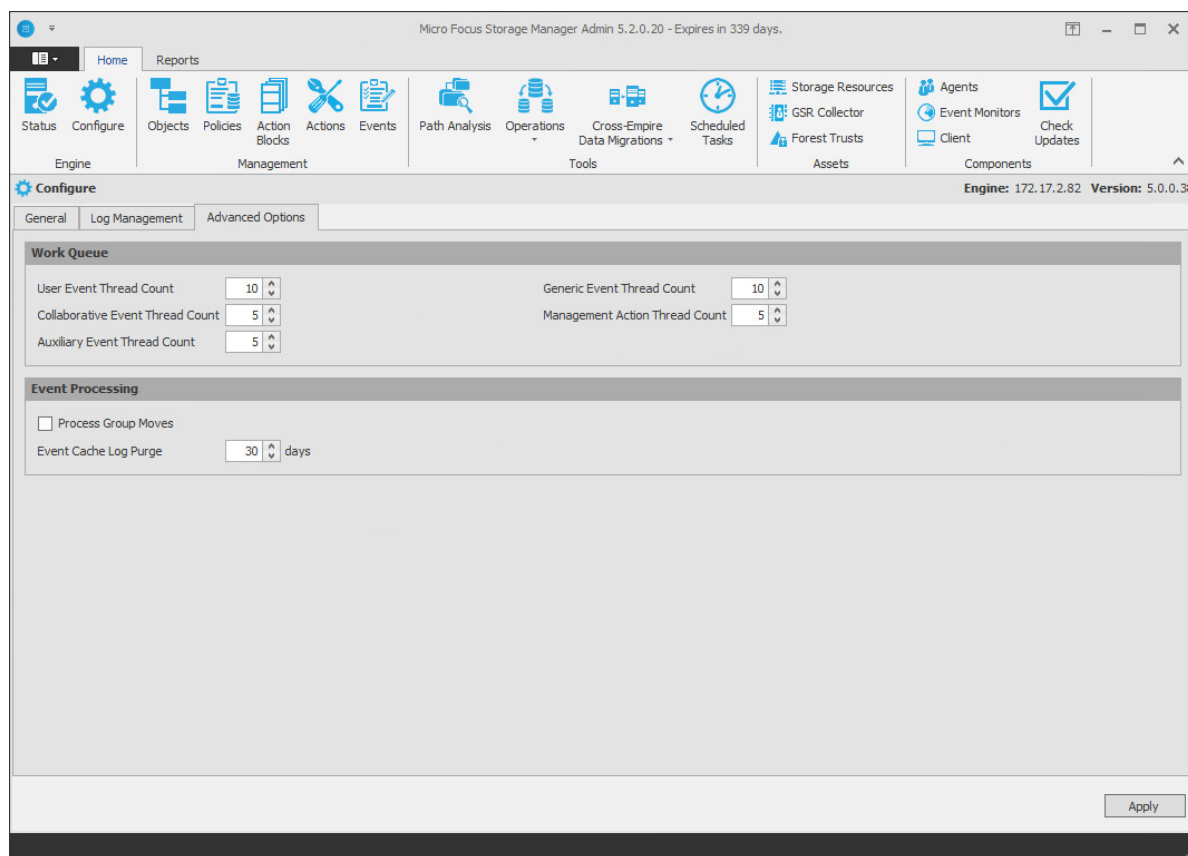 Micro Focus Storage Manager Admin 5.2.0.20 - Expires in 339 days.
Home Reports
Status Configure Objects Policies Action Blocks Actions Events Path Analysis Operations Cross-Empire Data Migrations Scheduled Tasks
Storage Resources
GSR Collector
Forest Trusts
Agents
Event Monitors
Client
Check Updates
Engine Management Tools Assets Components
Configure Engine: 172.17.2.82 Version: 5.0.0.3
General Log Management Advanced Options
Work Queue
User Event Thread Count 10 Generic Event Thread Count 10
Collaborative Event Thread Count 5 Management Action Thread Count 5
Auxiliary Event Thread Count 5
Event Processing
Process Group Moves
Event Cache Log Purge 30 days
Apply